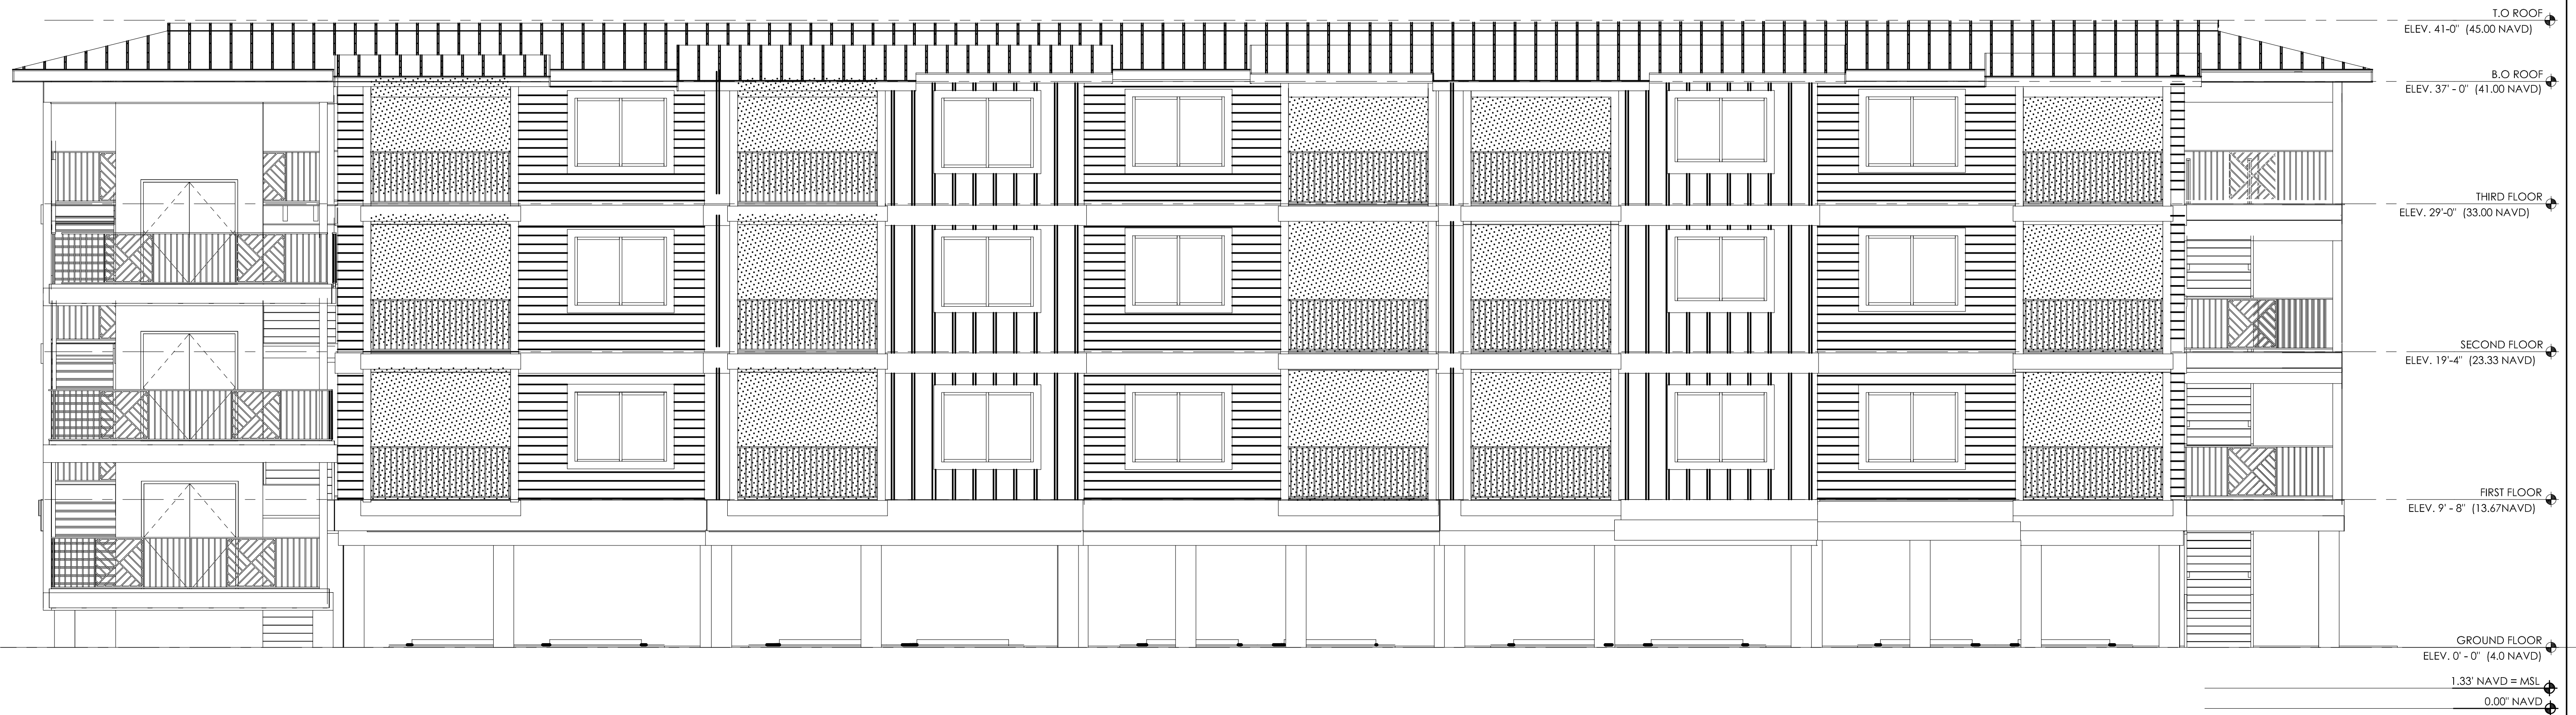 T.O ROOF
ELEV. 41-0" (45.00 NAVD)
B.O ROOF
ELEV. 37' - 0" (41.00 NAVD)
THIRD FLOOR
ELEV. 29'-0" (33.00 NAVD)
SECOND FLOOR
ELEV. 19'-4" (23.33 NAVD)
FIRST FLOOR
ELEV. 9' - 8" (13.67NAVD)
GROUND FLOOR
ELEV. 0' - 0" (4.0 NAVD)
1.33' NAVD = MSL
0.00" NAVD